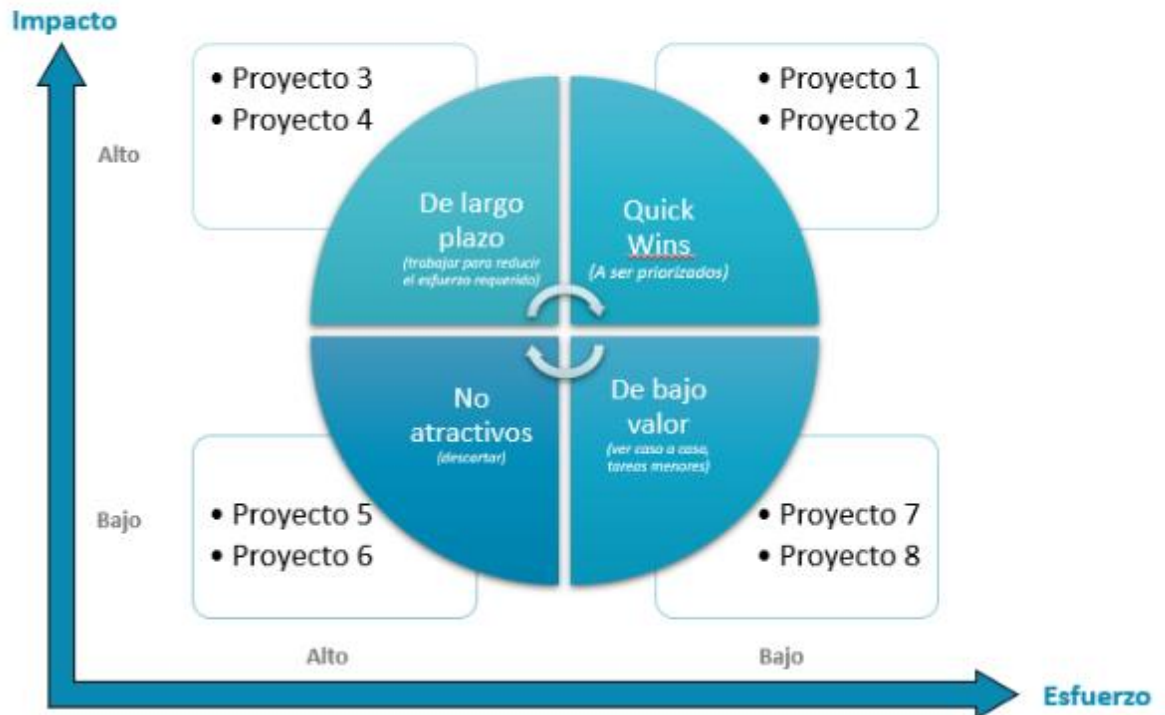 Impacto
• Proyecto 3
• Proyecto 4
• Proyecto 1
• Proyecto 2
Alto
De largo
plazo
(trabajar para reducir
el esfuerzo requerido)
Quick
Wins
(A ser priorizados)
No
atractivos
(descartar)
De bajo
valor
(ver caso a caso,
tareas menores)
Bajo
• Proyecto 5
• Proyecto 6
• Proyecto 7
• Proyecto 8
Alto
Bajo
Esfuerzo